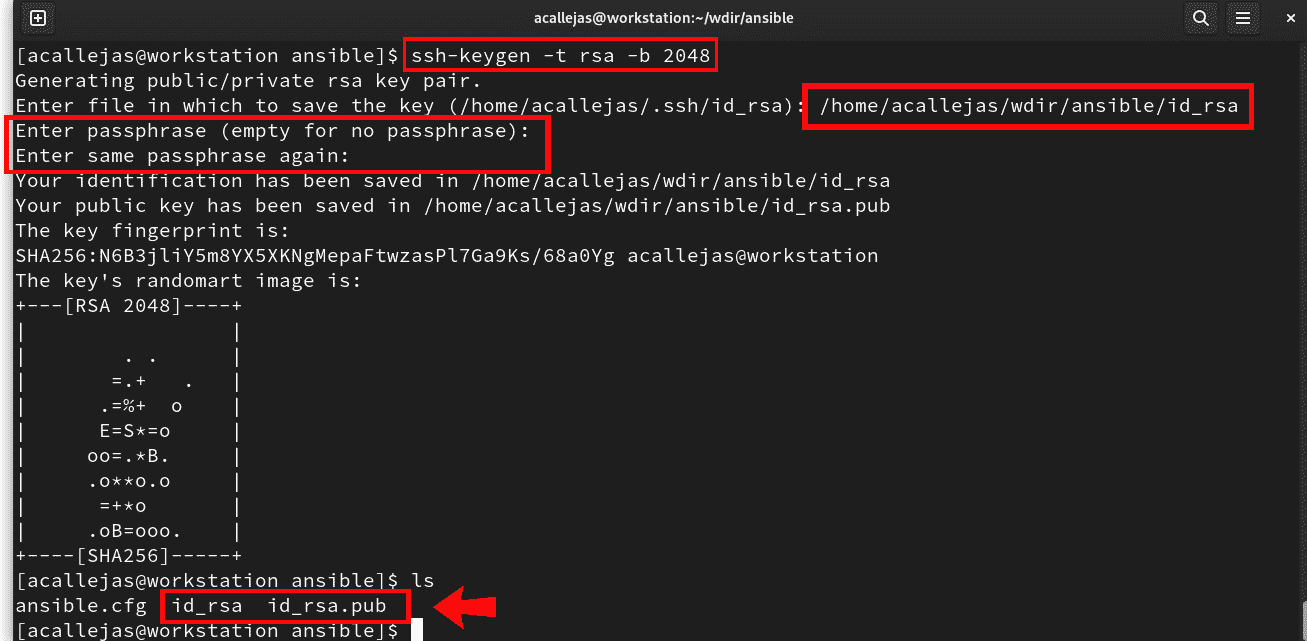 acallejas@workstation:~/wdir/ansible
[acallejas@workstation ansible]$ ssh-keygen -t rsa -b 2048
Generating public/private rsa key pair.
Enter file in which to save the key (/home/acallejas/.ssh/id_rsa): /home/acallejas/wdir/ansible/id_rsa
Enter passphrase (empty for no passphrase):
Enter same passphrase again:
Your identification has been saved in /home/acallejas/wdir/ansible/id_rsa
Your public key has been saved in /home/acallejas/wdir/ansible/id_rsa.pub
The key fingerprint is:
SHA256:N6B3jliY5m8YX5XKNgMepaFtwzasPl7Ga9Ks/68a0Yg acallejas@workstation
The key's randomart image is:
+---[RSA 2048]----+
|                 |
|        . .      |
|       =.+   .   |
|      .=%+  o    |
|      E=S*=o     |
|     oo=.*B.     |
|     .o**o.o     |
|      =+*o       |
|     .oB=ooo.    |
+----[SHA256]-----+
[acallejas@workstation ansible]$ ls
ansible.cfg  id_rsa  id_rsa.pub
[acallejas@workstation ansible]$